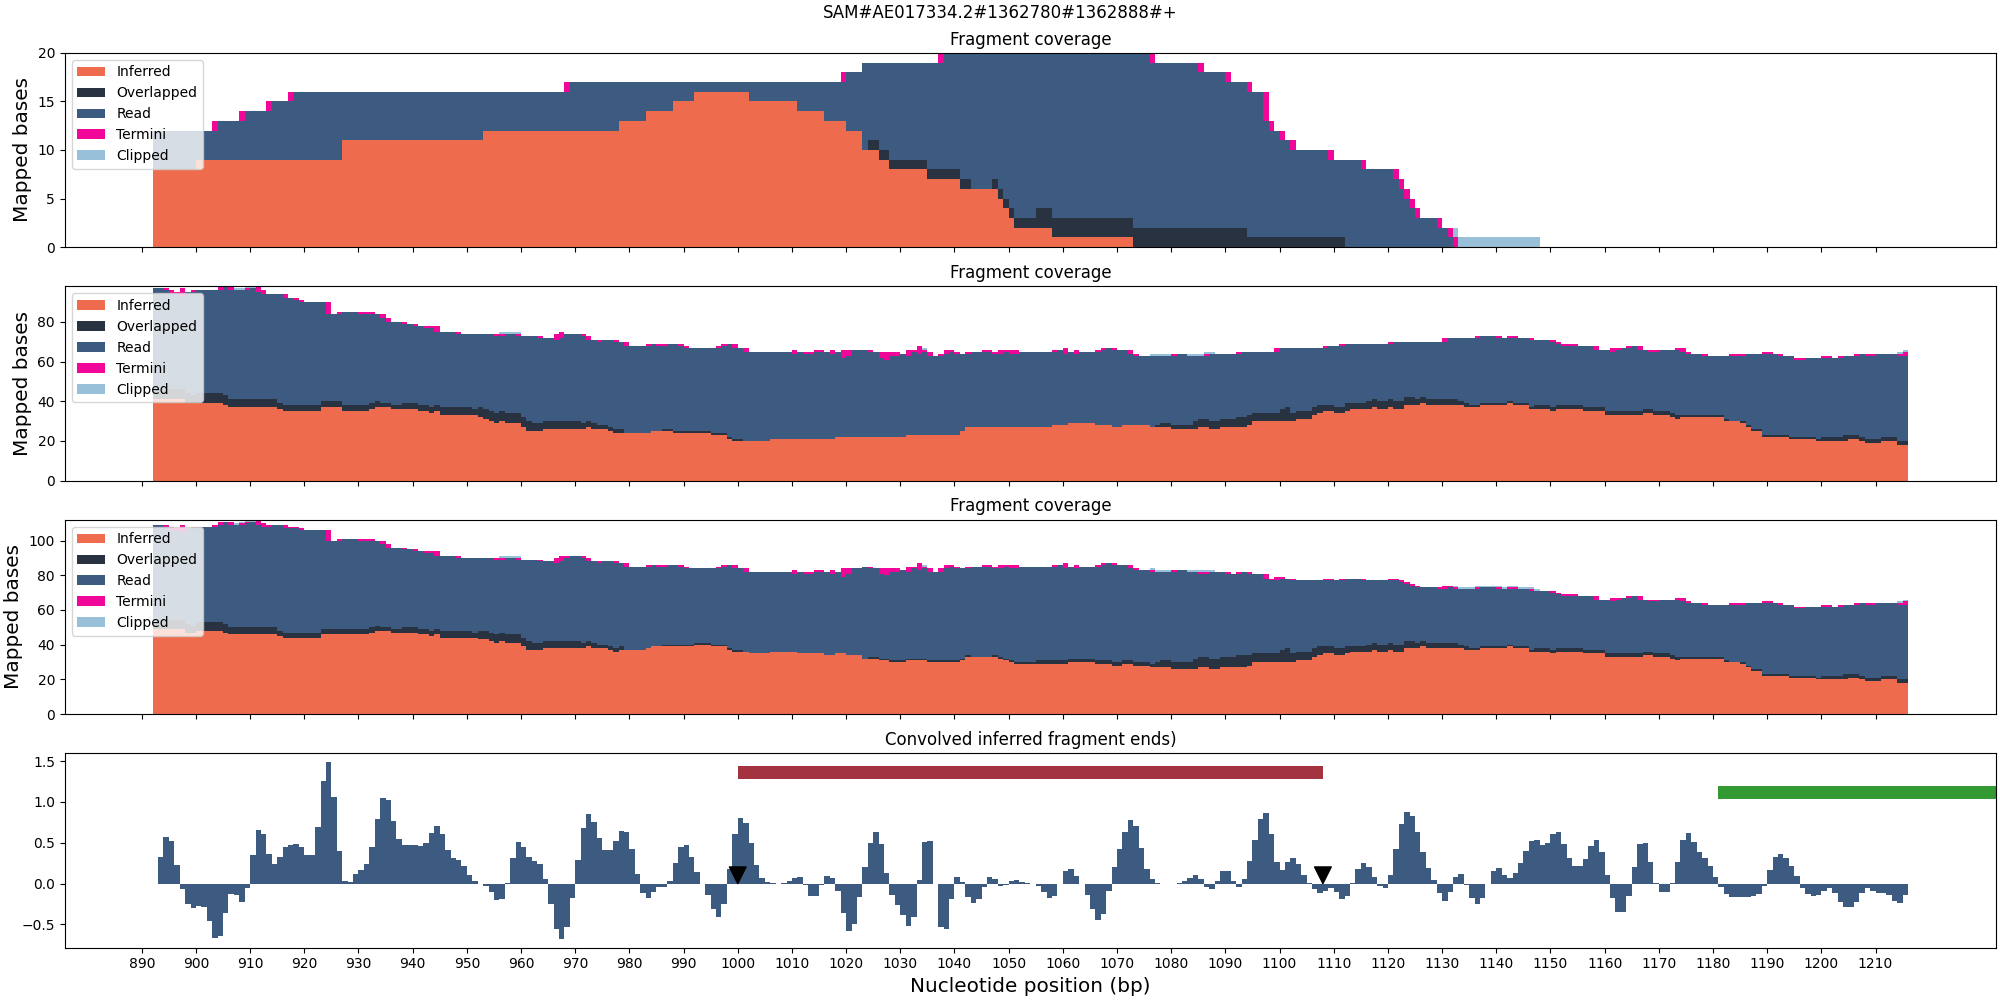 SAM#AE017334.2#1362780#1362888#+
Fragment coverage
Mapped bases
20
15
10
5
0
Inferred
Overlapped
Read
Termini
Clipped
Fragment coverage
Mapped bases
80
60
40
20
0
Inferred
Overlapped
Read
Termini
Clipped
Fragment coverage
Mapped bases
100
80
60
40
20
0
Inferred
Overlapped
Read
Termini
Clipped
Convolved inferred fragment ends)
1.5
1.0
0.5
0.0
−0.5
890 900 910 920 930 940 950 960 970 980 990 1000 1010 1020 1030 1040 1050 1060 1070 1080 1090 1100 1110 1120 1130 1140 1150 1160 1170 1180 1190 1200 1210
Nucleotide position (bp)